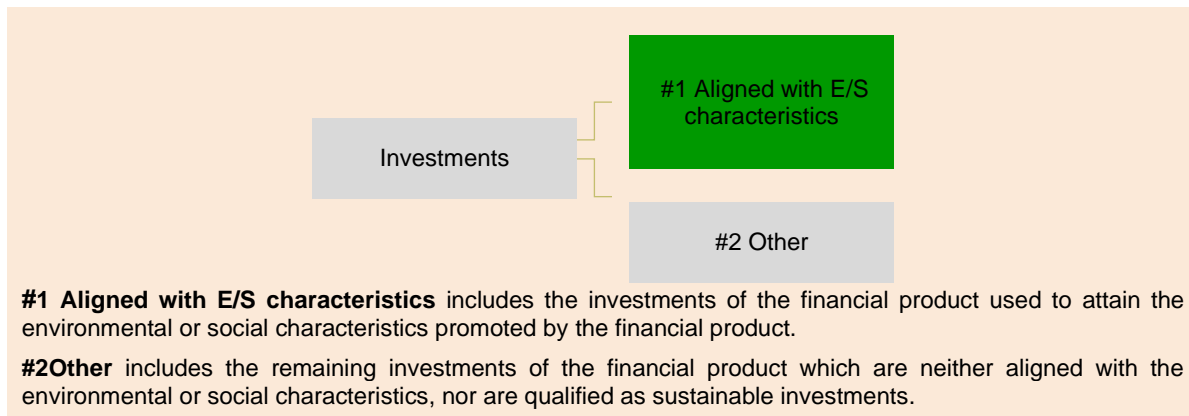 #1 Aligned with E/S
characteristics
Investments
#2 Other
#1 Aligned with E/S characteristics includes the investments of the financial product used to attain the
environmental or social characteristics promoted by the financial product.
#2Other includes the remaining investments of the financial product which are neither aligned with the
environmental or social characteristics, nor are qualified as sustainable investments.